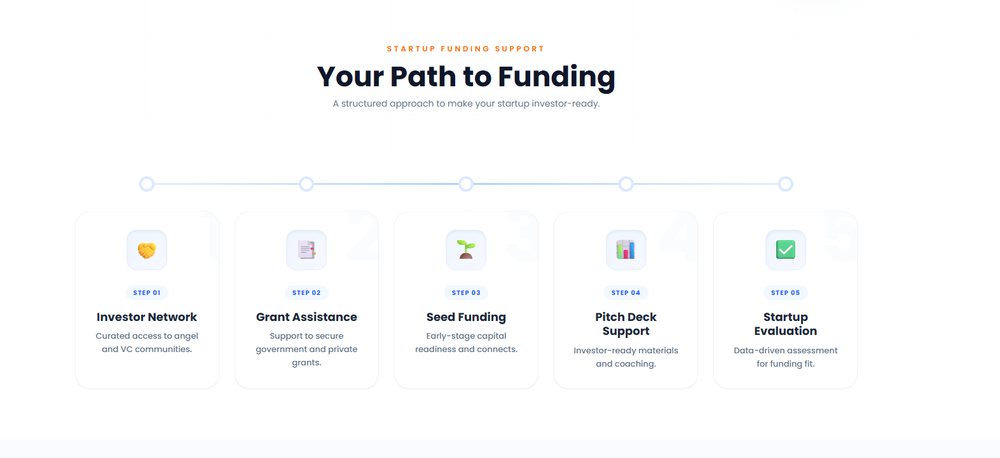 STARTUP FUNDING SUPPORT
Your Path to Funding
A structured approach to make your startup investor-ready.
1
STEP 01
Investor Network
Curated access to angel
and VC communities.
2
STEP 02
Grant Assistance
Support to secure
government and private
grants.
3
STEP 03
Seed Funding
Early-stage capital
readiness and connects.
4
STEP 04
Pitch Deck
Support
Investor-ready materials
and coaching.
5
STEP 05
Startup
Evaluation
Data-driven assessment
for funding fit.